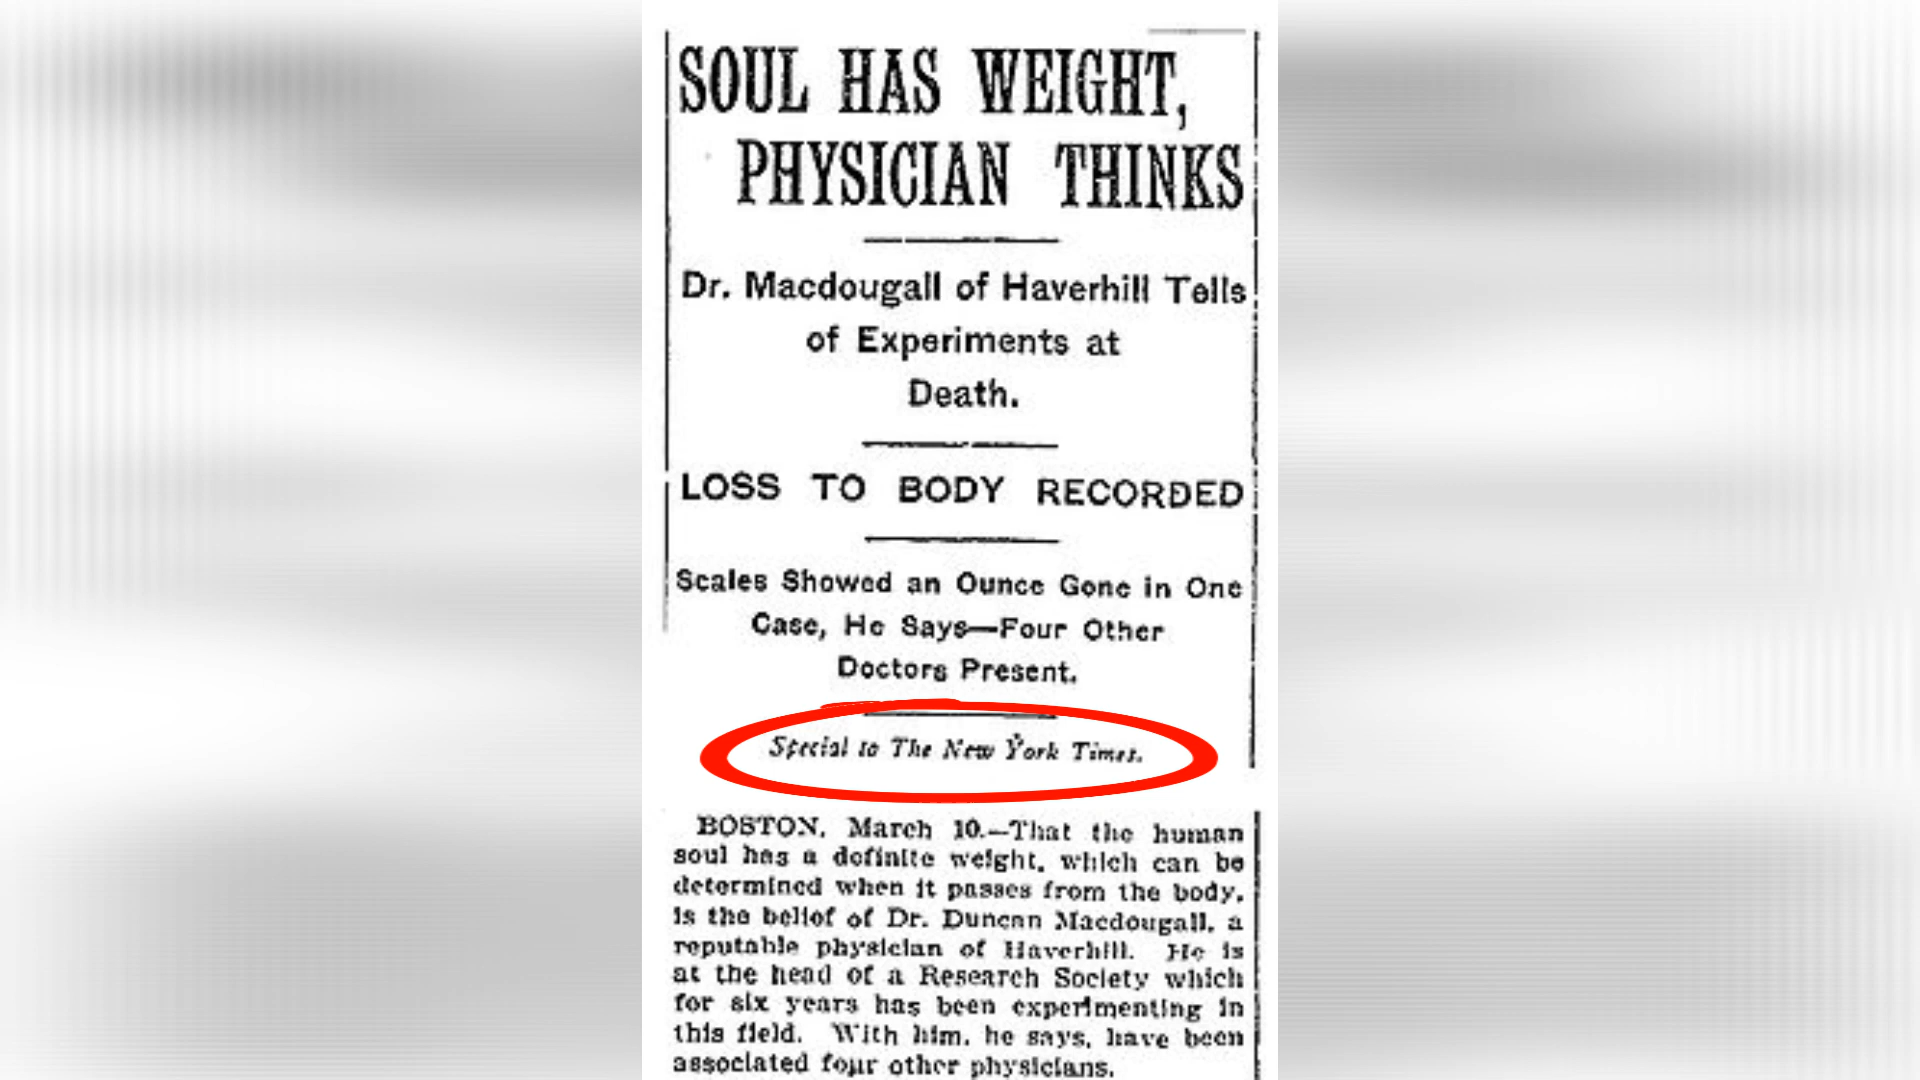 SOUL HAS WEIGHT,
PHYSICIAN THINKS
Dr. Macdougall of Haverhill Tells
of Experiments at
Death.
LOSS TO BODY RECORDED
Scales Showed an Ounce Gone in One
Case, He Says—Four Other
Doctors Present.
Special to The New York Times.
BOSTON, March 10.—That the human
soul has a definite weight, which can be
determined when it passes from the body,
is the belief of Dr. Duncan Macdougall, a
reputable physician of Haverhill. He is
at the head of a Research Society which
for six years has been experimenting in
this field. With him, he says, have been
associated four other physicians.